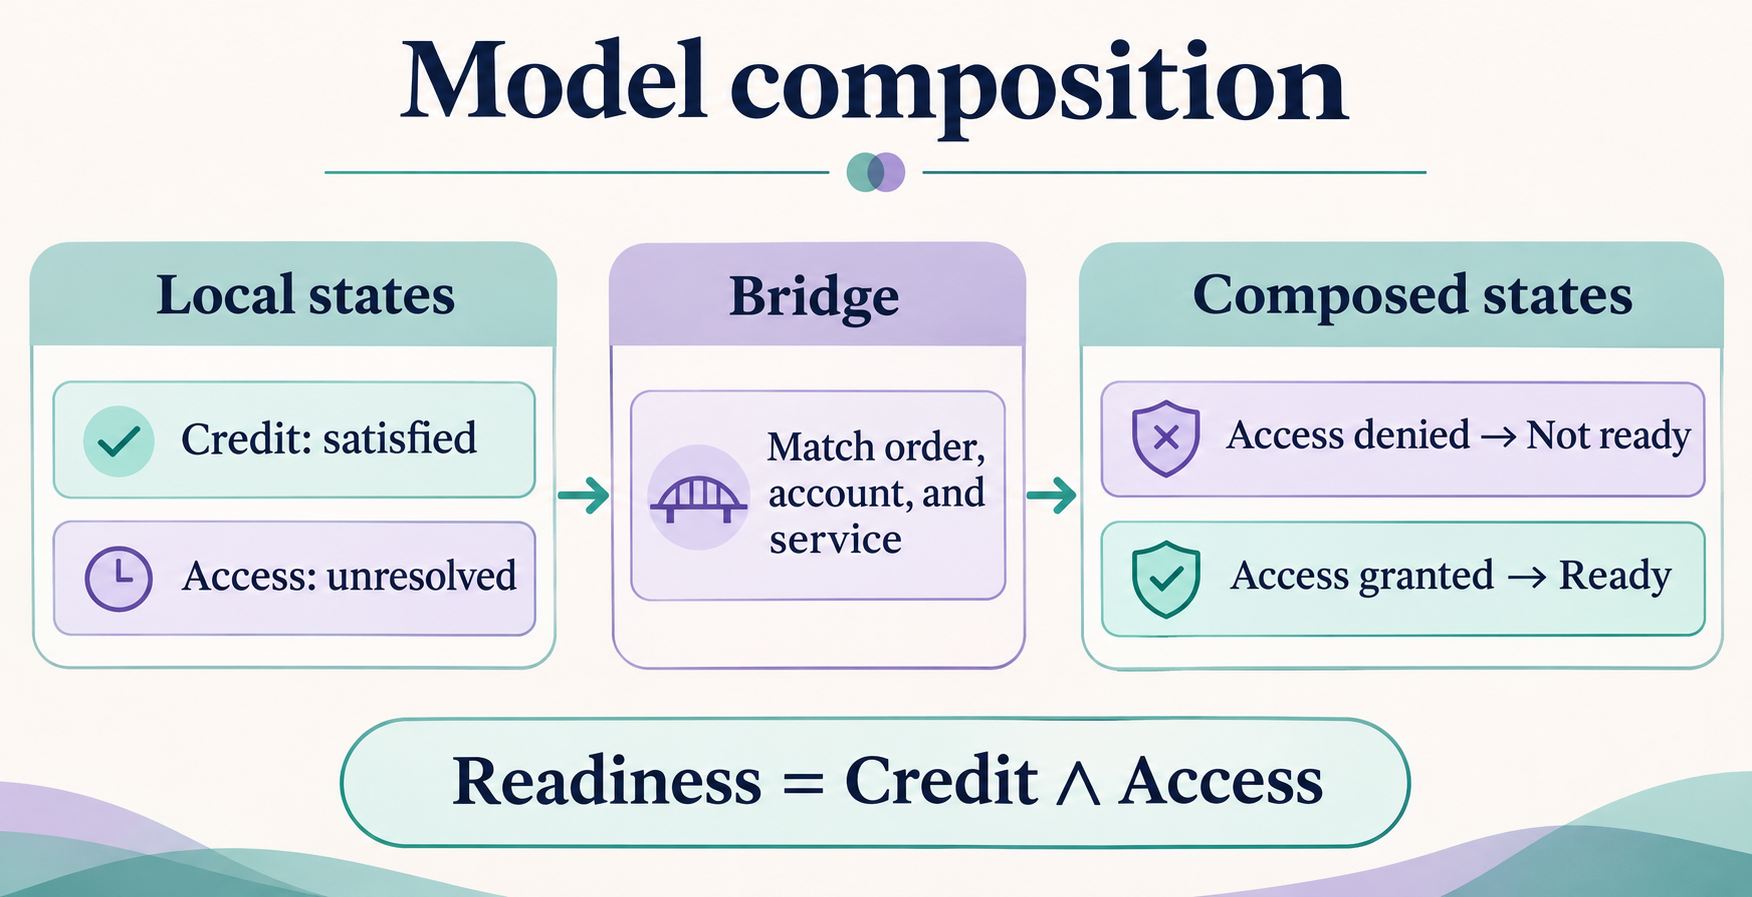 Model composition
Local states
Credit: satisfied
Access: unresolved
Bridge
Match order,
account, and
service
Composed states
Access denied → Not ready
Access granted → Ready
Readiness = Credit ∧ Access